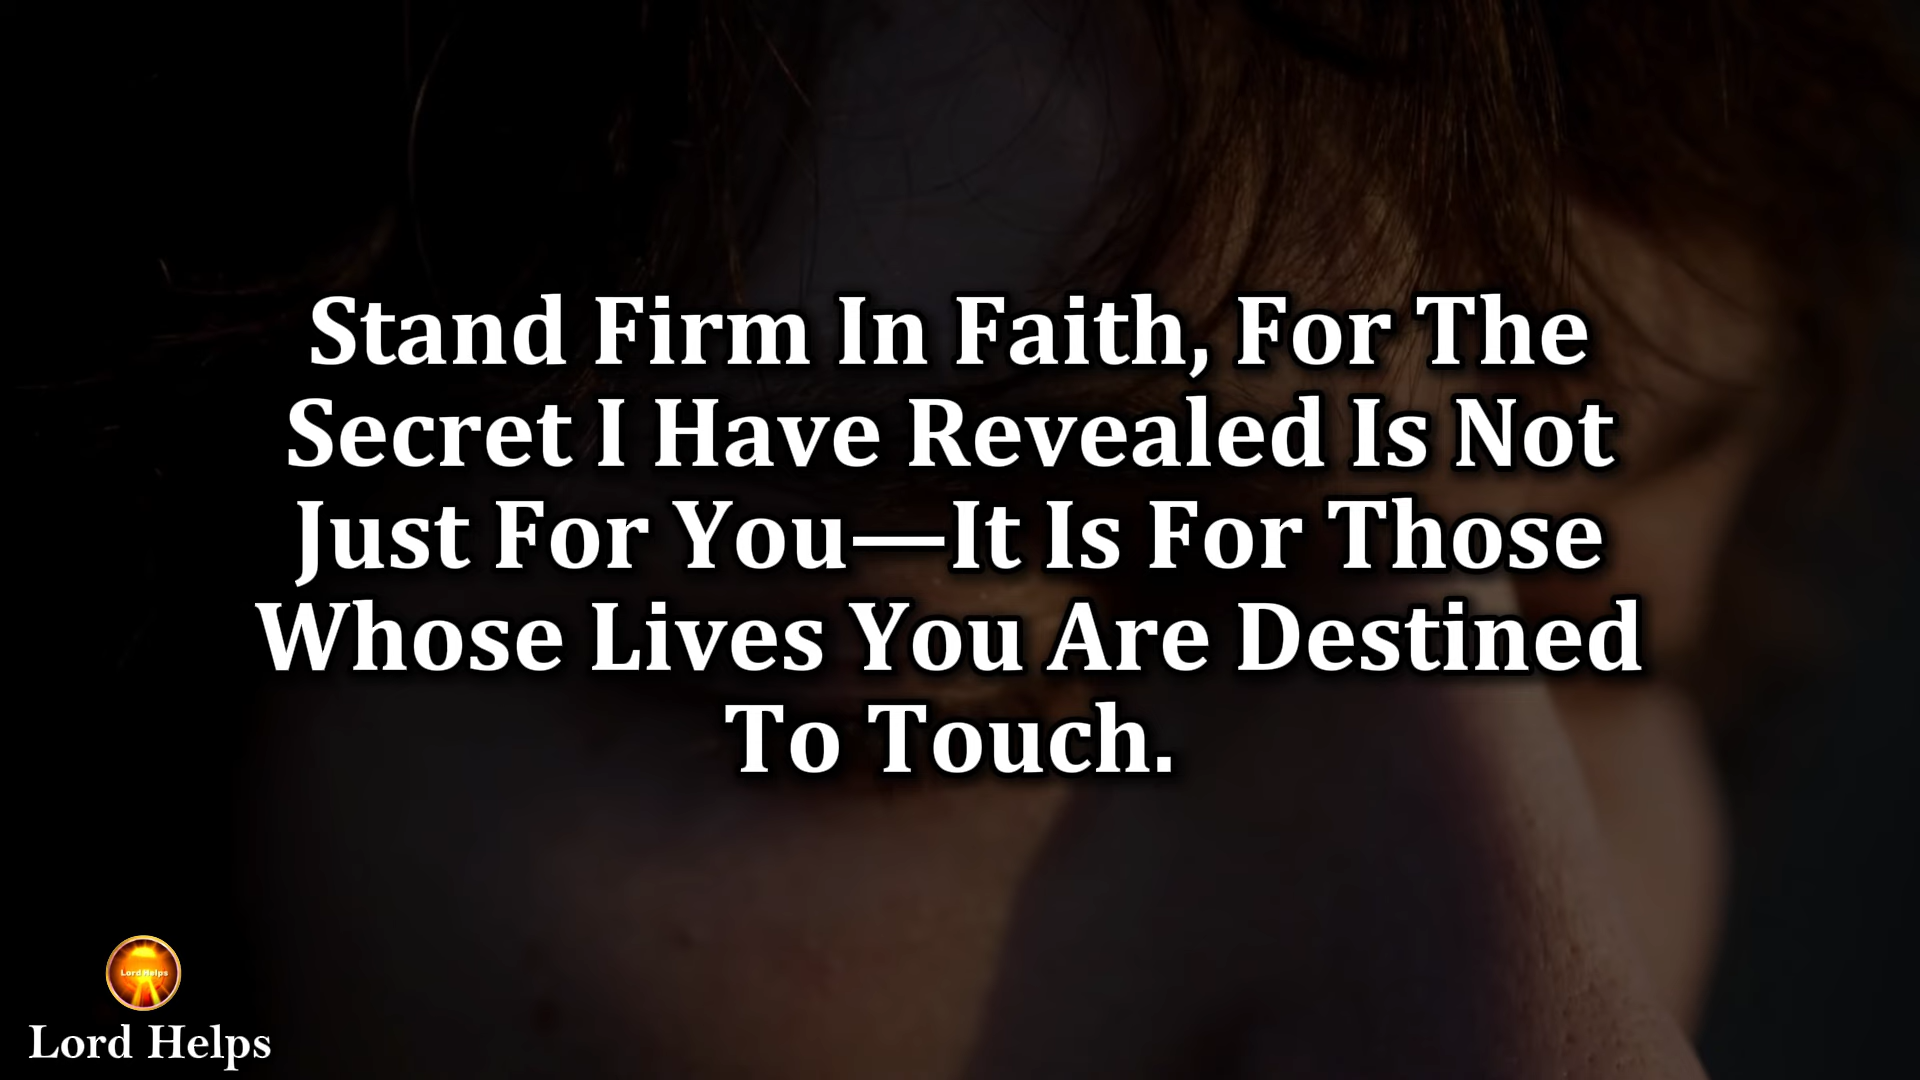 Stand Firm In Faith, For The
Secret I Have Revealed Is Not
Just For You—It Is For Those
Whose Lives You Are Destined
To Touch.
Lord Helps
Lord Helps